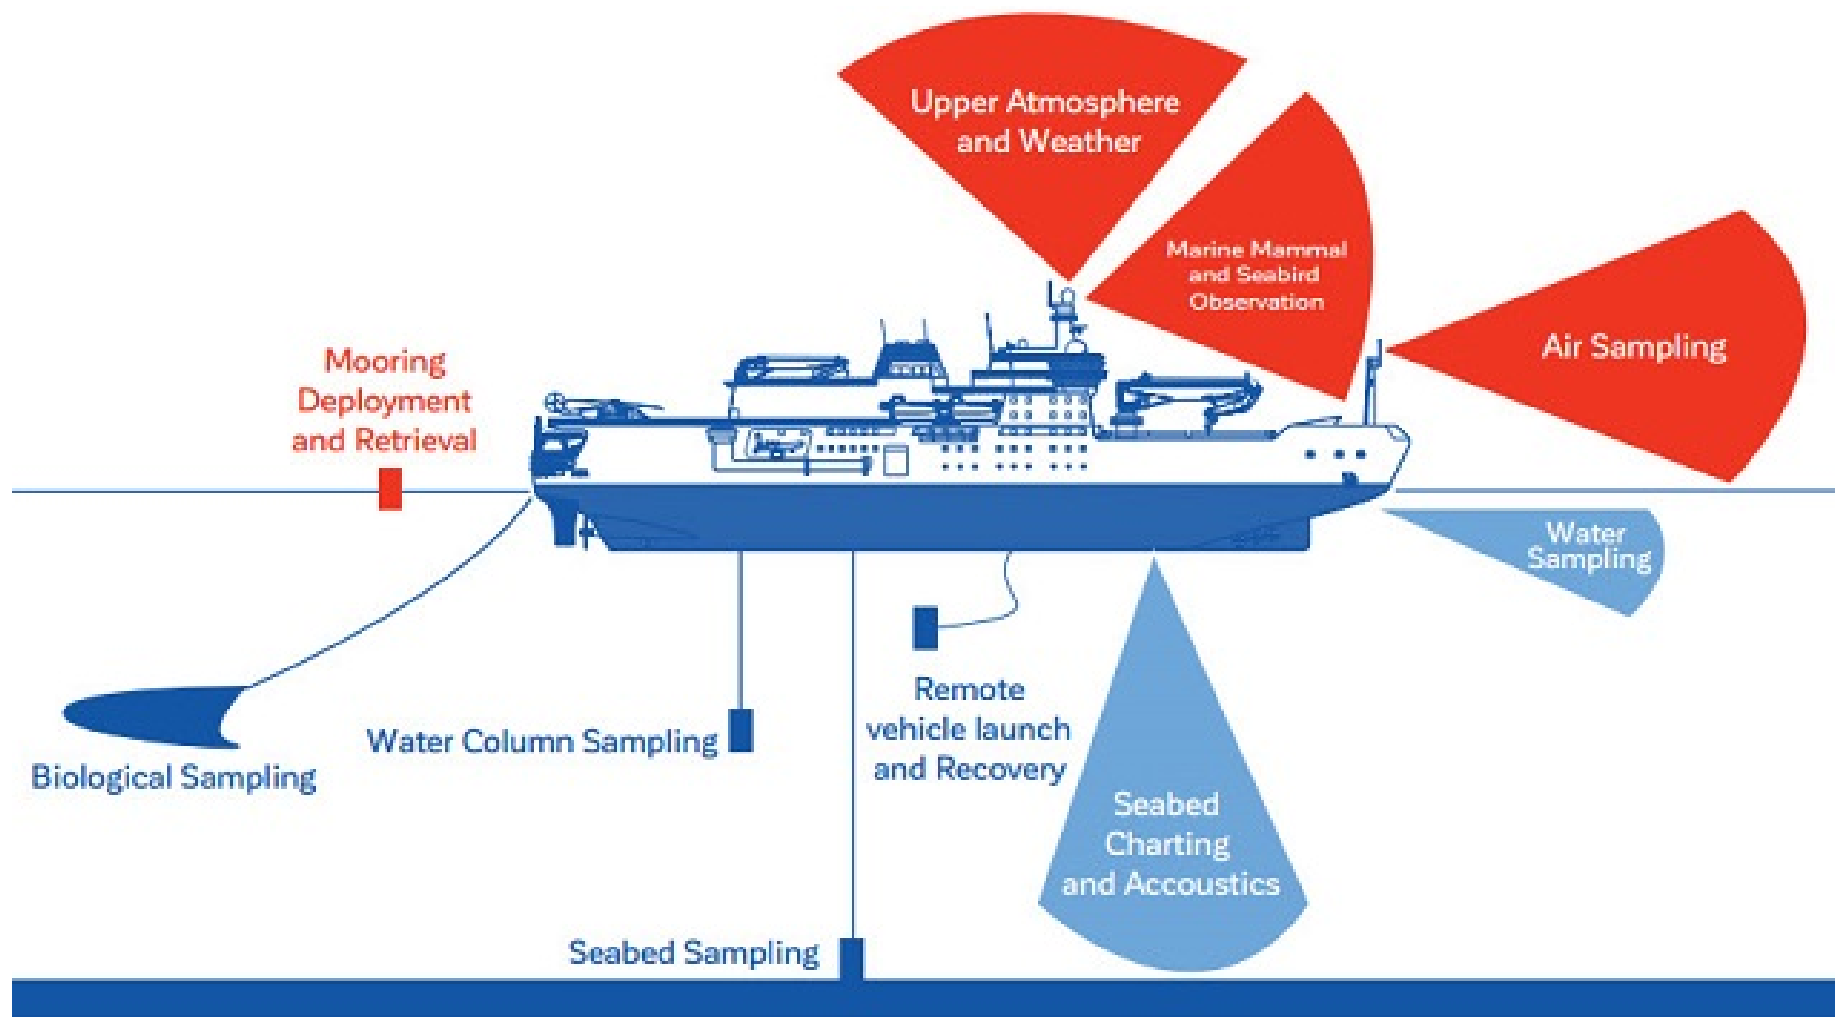 Upper Atmosphere
and Weather
Marine Mammal
and Seabird
Observation
Air Sampling
Mooring
Deployment
and Retrieval
Water
Sampling
Remote
vehicle launch
and Recovery
Water Column Sampling
Biological Sampling
Seabed
Charting
and Accoustics
Seabed Sampling